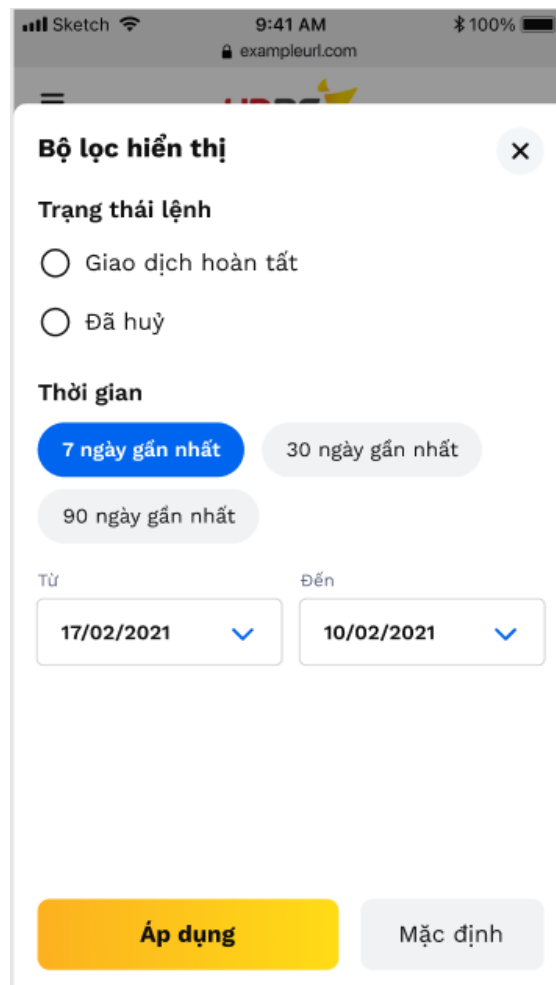 Sketch 9:41 AM 100%
exampleurl.com
Bộ lọc hiển thị
Trạng thái lệnh
Giao dịch hoàn tất
Đã huỷ
Thời gian
7 ngày gần nhất 30 ngày gần nhất
90 ngày gần nhất
Từ Đến
17/02/2021 10/02/2021
Áp dụng Mặc định